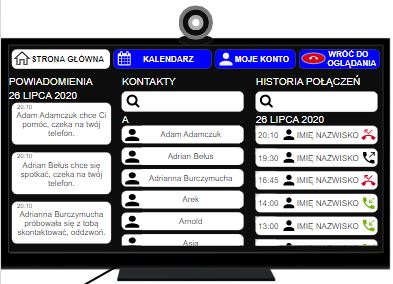 STRONA GŁÓWNA
KALENDARZ
MOJE KONTO
WRÓĆ DO
OGLĄDANIA
POWIADOMIENIA
26 LIPCA 2020
20:10
Adam Adamczuk chce Ci
pomóc, czeka na twój
telefon.
20:10
Adrian Bełus chce się
spotkać, czeka na twój
telefon.
20:10
Adrianna Burczymucha
próbowała się z tobą
skontaktować, oddzwoń.
KONTAKTY
A
Adam Adamczuk
Adrian Bełus
Adrianna Burczymucha
Arek
Arnold
Asia
HISTORIA POŁĄCZEŃ
26 LIPCA 2020
20:10 IMIĘ NAZWISKO
19:30 IMIĘ NAZWISKO
16:45 IMIĘ NAZWISKO
14:00 IMIĘ NAZWISKO
13:00 IMIĘ NAZWISKO